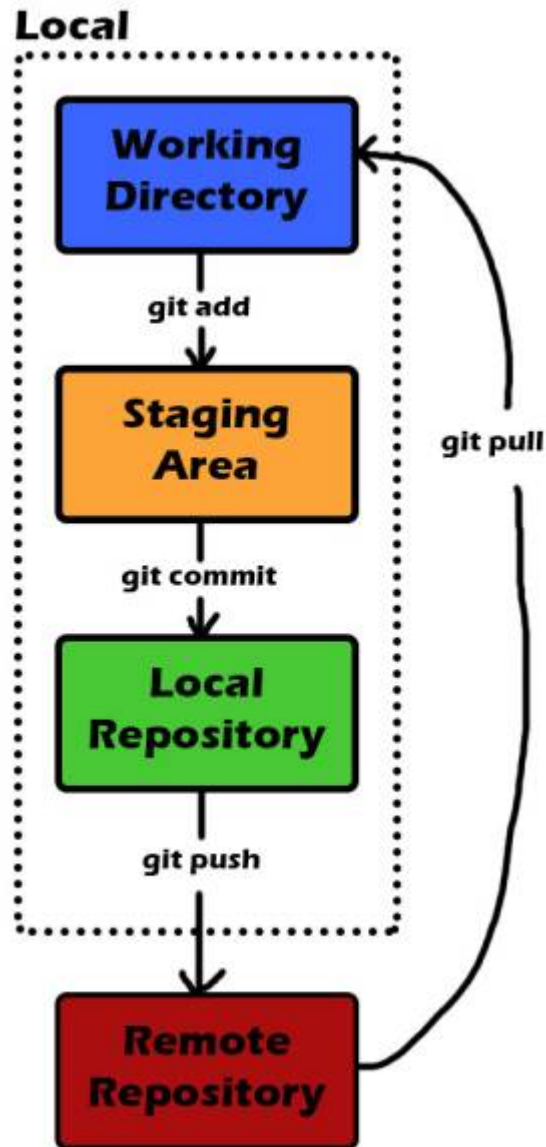 Local
Working
Directory
git add
Staging
Area
git pull
git commit
Local
Repository
git push
Remote
Repository